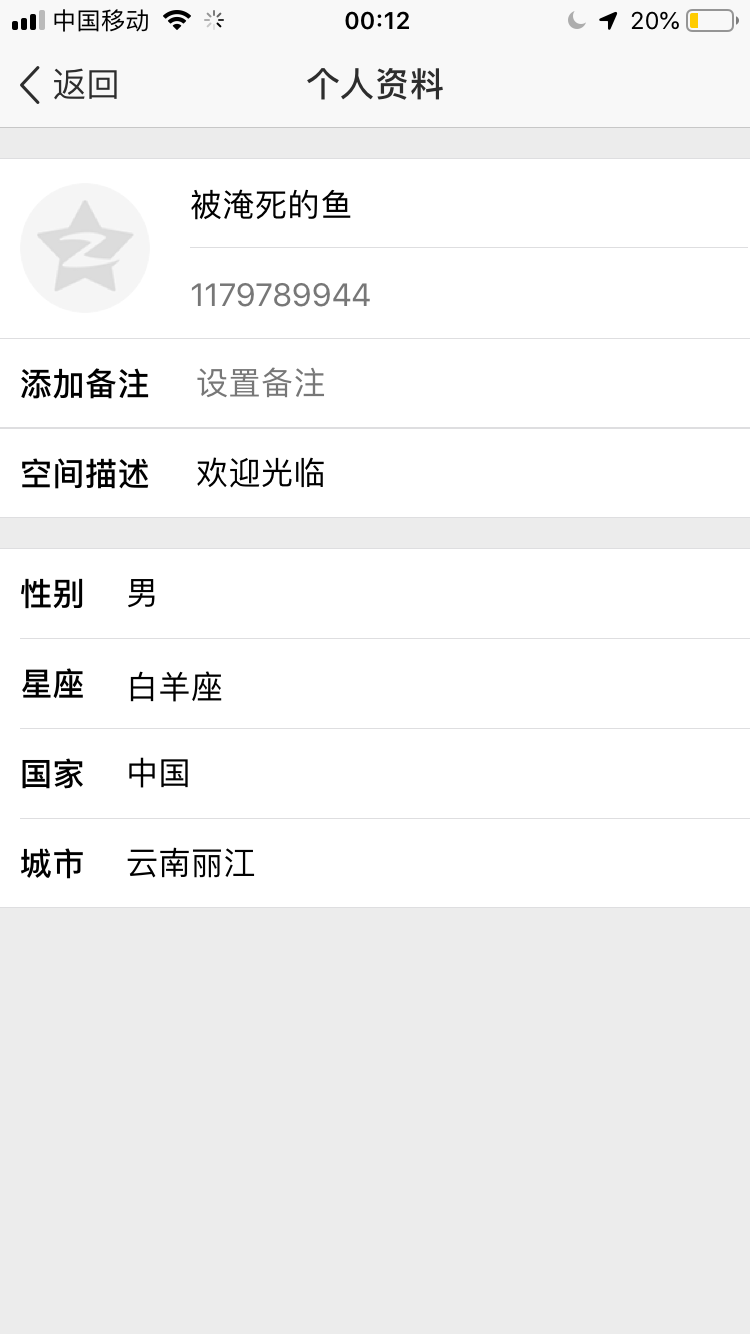 中国移动 00:12 20%
返回 个人资料
被淹死的鱼
1179789944
添加备注 设置备注
空间描述 欢迎光临
性别 男
星座 白羊座
国家 中国
城市 云南丽江